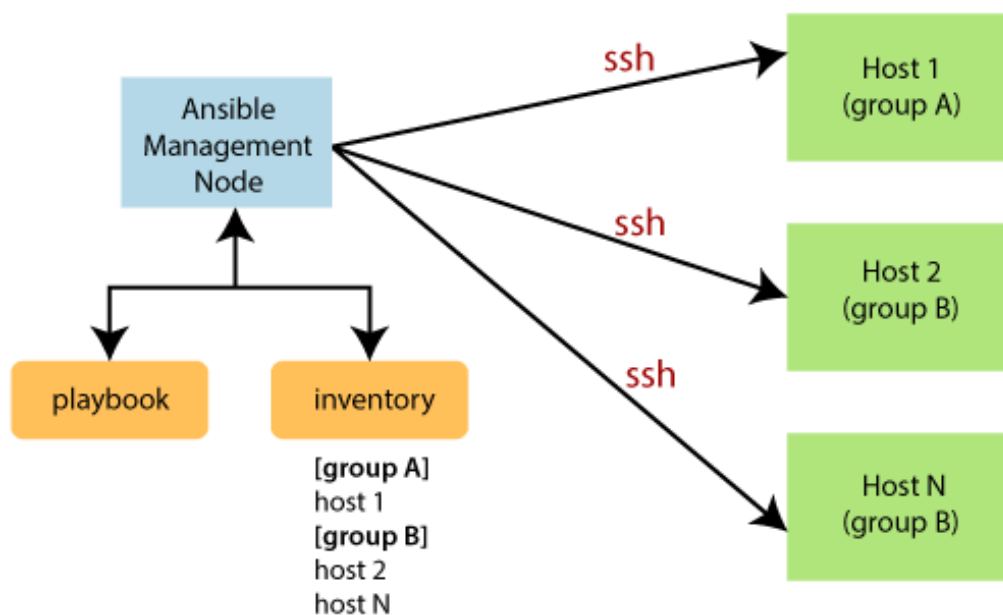 Ansible
Management
Node
ssh
ssh
ssh
Host 1
(group A)
Host 2
(group B)
Host N
(group B)
playbook
inventory
[group A]
host 1
[group B]
host 2
host N